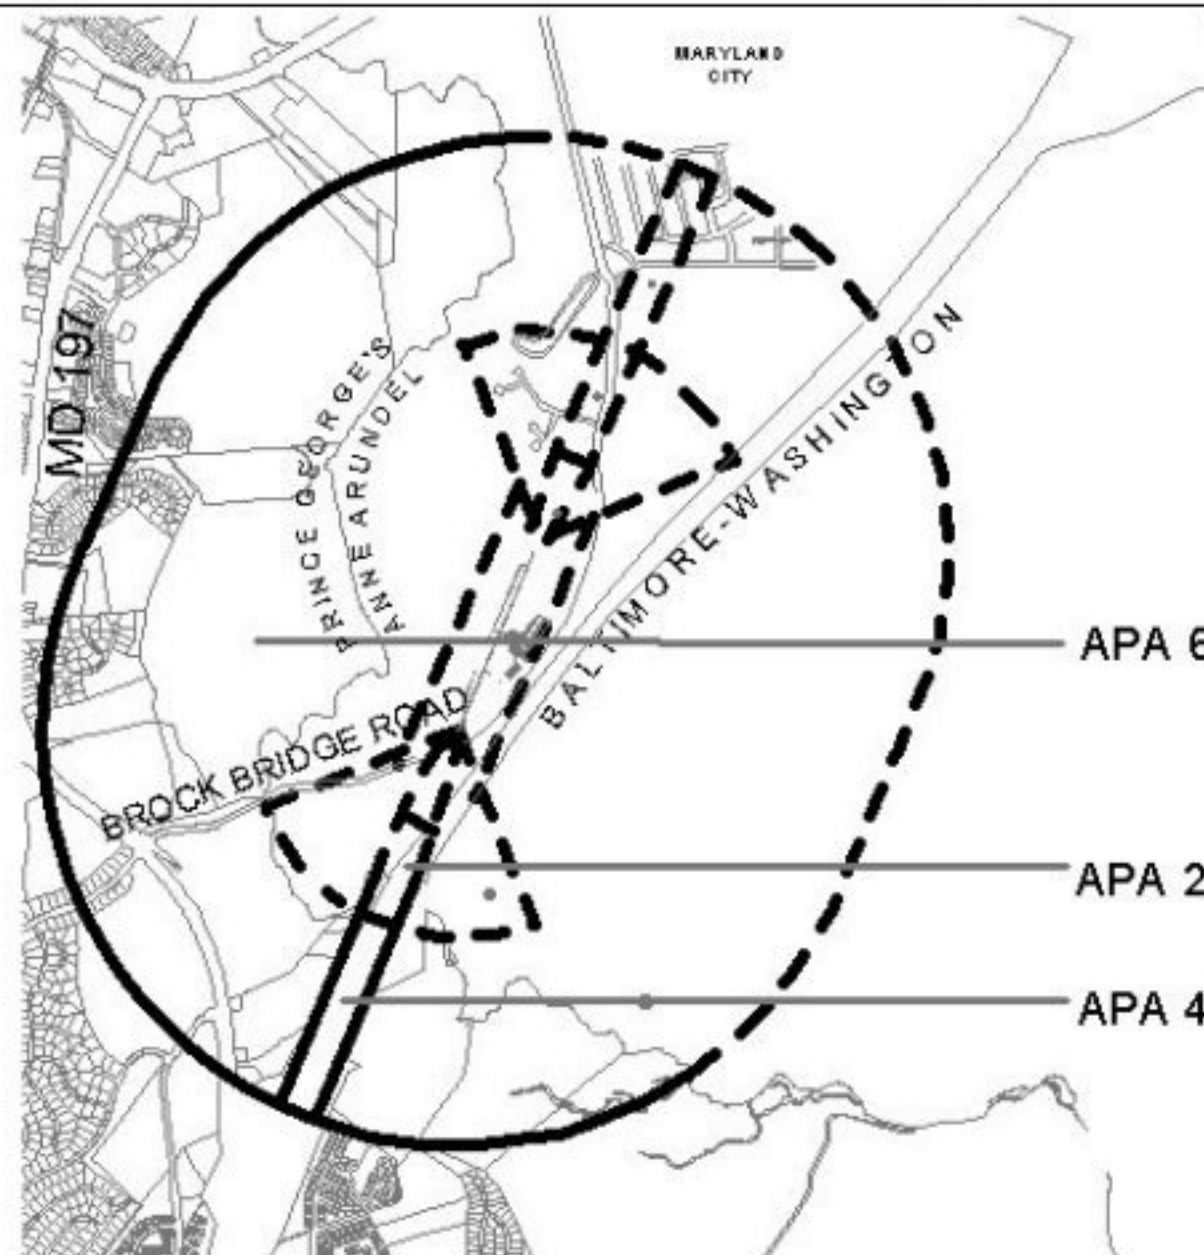 MARYLAND
CITY
MD 197
PRINCE GEORGE'S
ANNE ARUNDEL
BALTIMORE-WASHINGTON
APA 6
BROCK BRIDGE ROAD
APA 2
APA 4